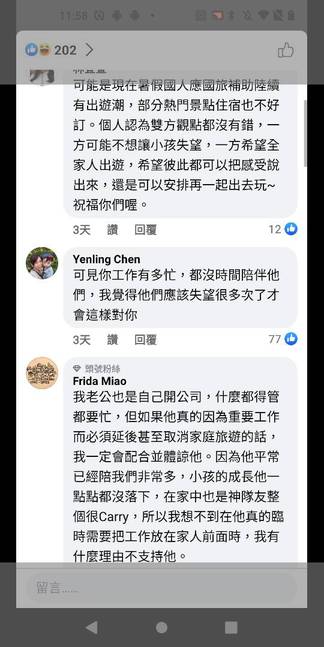 11:58
202
可能是現在暑假國人應國旅補助陸續
有出遊潮，部分熱門景點住宿也不好
訂。個人認為雙方觀點都沒有錯，一
方可能不想讓小孩失望，一方希望全
家人出遊，希望彼此都可以把感受說
出來，還是可以安排再一起出去玩~
祝福你們喔。
3天 讚 回覆 12
Yenling Chen
可見你工作有多忙，都沒時間陪伴他
們，我覺得他們應該失望很多次了才
會這樣對你
3天 讚 回覆 77
頭號粉絲
Frida Miao
我老公也是自己開公司，什麼都得管
都要忙，但如果他真的因為重要工作
而必須延後甚至取消家庭旅遊的話，
我一定會配合並體諒他。因為他平常
已經陪我們非常多，小孩的成長他一
點點都沒落下，在家中也是神隊友整
個很Carry，所以我想不到在他真的臨
時需要把工作放在家人前面時，我有
什麼理由不支持他。
留言......